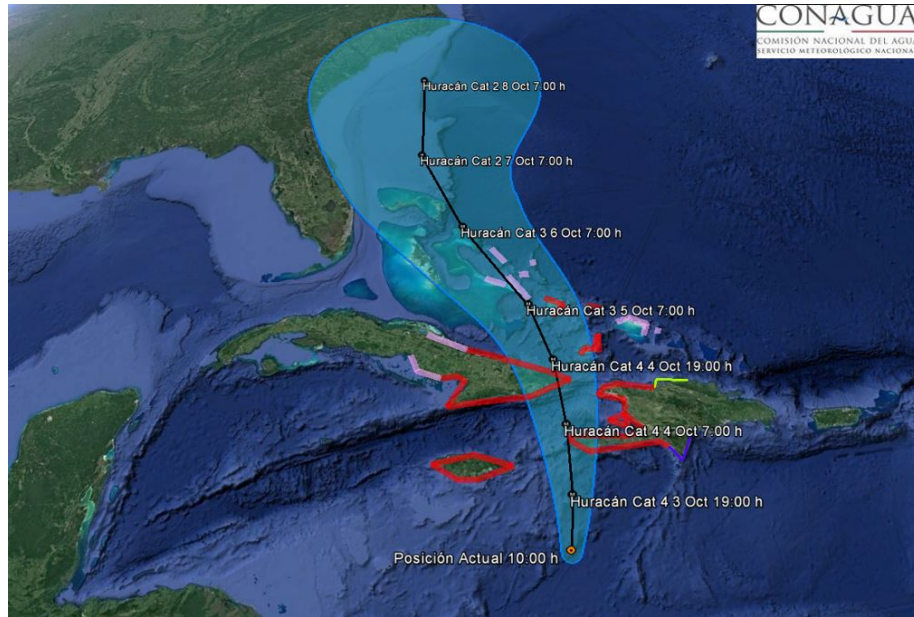 CONAGUA
COMISIÓN NACIONAL DEL AGUA
SERVICIO METEOROLÓGICO NACIONAL
Huracán Cat 2 8 Oct 7:00 h
Huracán Cat 2 7 Oct 7:00 h
Huracán Cat 3 6 Oct 7:00 h
Huracán Cat 3 5 Oct 7:00 h
Huracán Cat 4 4 Oct 19:00 h
Huracán Cat 4 4 Oct 7:00 h
Huracán Cat 4 3 Oct 19:00 h
Posición Actual 10:00 h